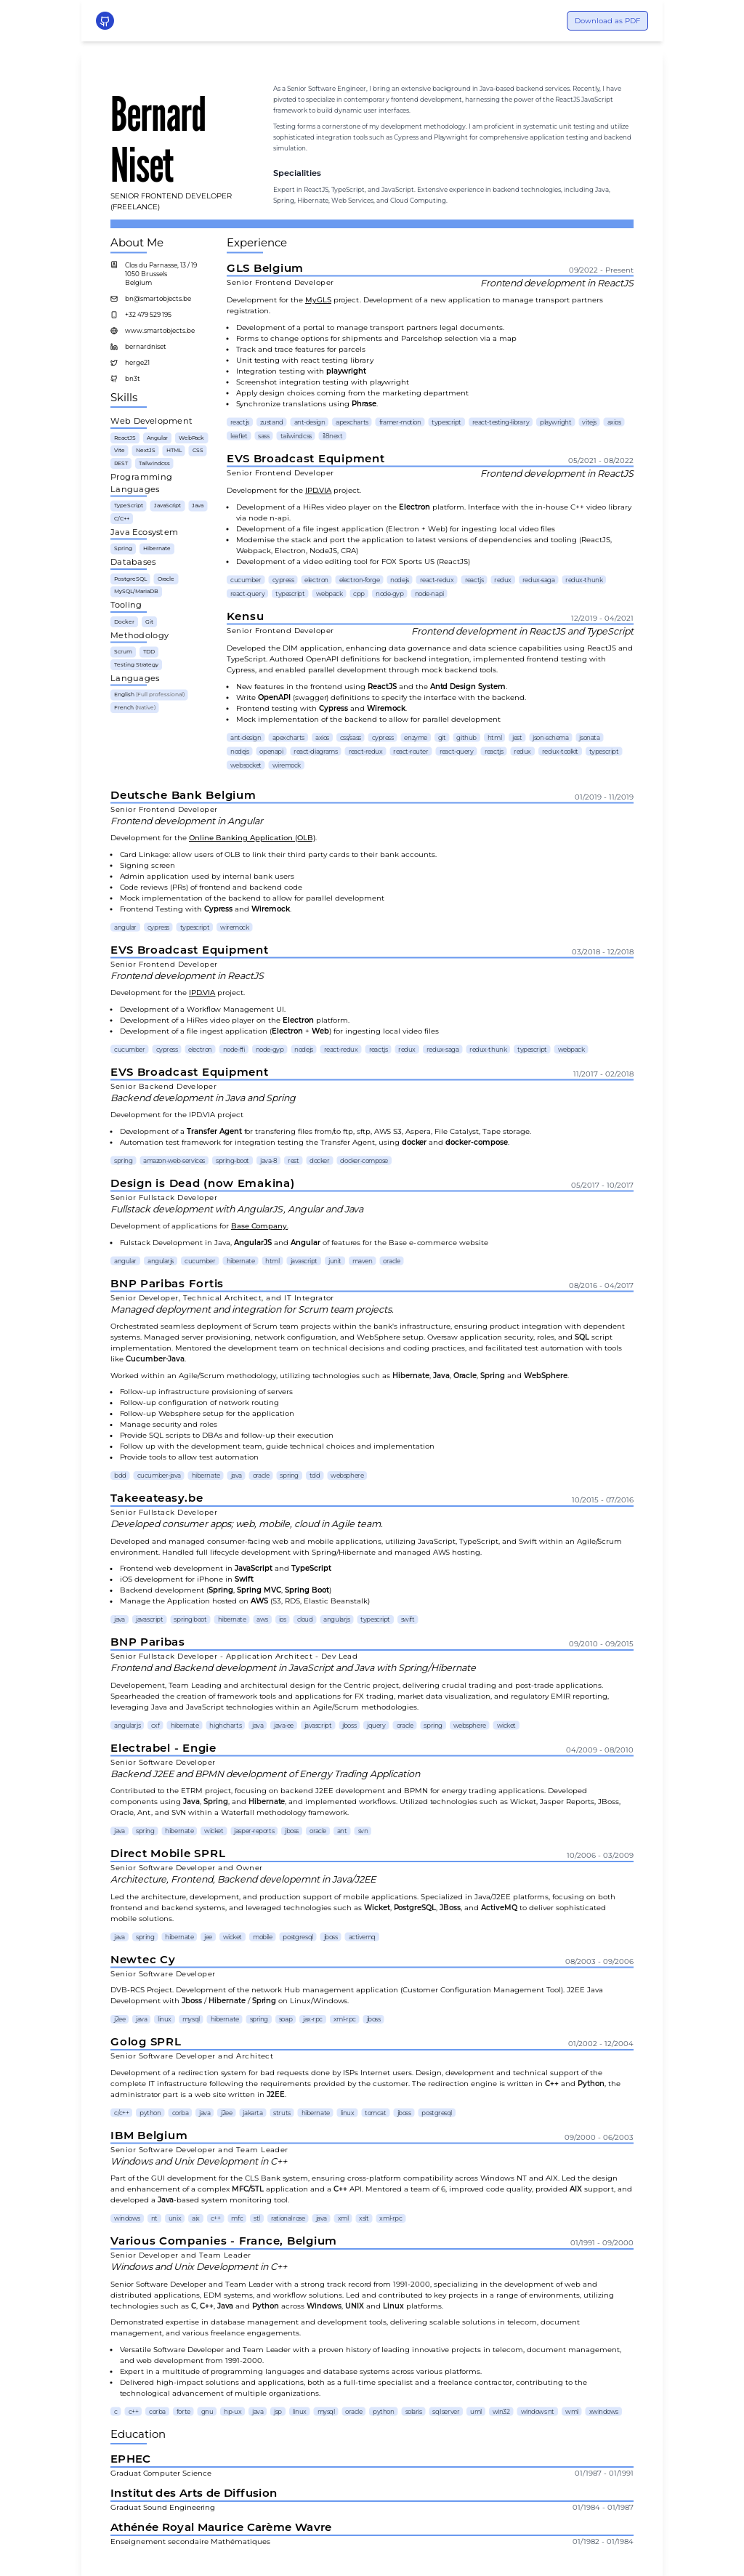 Download as PDF
Bernard
Niset
SENIOR FRONTEND DEVELOPER
(FREELANCE)
As a Senior Software Engineer, I bring an extensive background in Java-based backend services. Recently, I have
pivoted to specialize in contemporary frontend development, harnessing the power of the ReactJS JavaScript
framework to build dynamic user interfaces.
Testing forms a cornerstone of my development methodology. I am proficient in systematic unit testing and utilize
sophisticated integration tools such as Cypress and Playwright for comprehensive application testing and backend
simulation.
Specialities
Expert in ReactJS, TypeScript, and JavaScript. Extensive experience in backend technologies, including Java,
Spring, Hibernate, Web Services, and Cloud Computing.
About Me
Clos du Parnasse, 13 / 19
1050 Brussels
Belgium
bn@smartobjects.be
+32 479 529 195
www.smartobjects.be
bernardniset
herge21
bn3t
Skills
Web Development
ReactJS Angular WebPack
Vite NextJS HTML CSS
REST Tailwindcss
Programming
Languages
TypeScript JavaScript Java
C/C++
Java Ecosystem
Spring Hibernate
Databases
PostgreSQL Oracle
MySQL/MariaDB
Tooling
Docker Git
Methodology
Scrum TDD
Testing Strategy
Languages
English (Full professional)
French (Native)
Experience
GLS Belgium 09/2022 - Present
Senior Frontend Developer Frontend development in ReactJS
Development for the MyGLS project. Development of a new application to manage transport partners
registration.
• Development of a portal to manage transport partners legal documents.
• Forms to change options for shipments and Parcelshop selection via a map
• Track and trace features for parcels
• Unit testing with react testing library
• Integration testing with playwright
• Screenshot integration testing with playwright
• Apply design choices coming from the marketing department
• Synchronize translations using Phrase.
reactjs zustand ant-design apexcharts framer-motion typescript react-testing-library playwright vitejs axios
leaflet sass tailwindcss i18next
EVS Broadcast Equipment 05/2021 - 08/2022
Senior Frontend Developer Frontend development in ReactJS
Development for the IPD.VIA project.
• Development of a HiRes video player on the Electron platform. Interface with the in-house C++ video library
via node n-api.
• Development of a file ingest application (Electron + Web) for ingesting local video files
• Modernise the stack and port the application to latest versions of dependencies and tooling (ReactJS,
Webpack, Electron, NodeJS, CRA)
• Development of a video editing tool for FOX Sports US (ReactJS)
cucumber cypress electron electron-forge nodejs react-redux reactjs redux redux-saga redux-thunk
react-query typescript webpack cpp node-gyp node-napi
Kensu 12/2019 - 04/2021
Senior Frontend Developer Frontend development in ReactJS and TypeScript
Developed the DIM application, enhancing data governance and data science capabilities using ReactJS and
TypeScript. Authored OpenAPI definitions for backend integration, implemented frontend testing with
Cypress, and enabled parallel development through mock backend tools.
• New features in the frontend using ReactJS and the Antd Design System.
• Write OpenAPI (swagger) definitions to specify the interface with the backend.
• Frontend testing with Cypress and Wiremock.
• Mock implementation of the backend to allow for parallel development
ant-design apexcharts axios css/sass cypress enzyme git github html jest json-schema jsonata
nodejs openapi react-diagrams react-redux react-router react-query reactjs redux redux-toolkit typescript
websocket wiremock
Deutsche Bank Belgium 01/2019 - 11/2019
Senior Frontend Developer
Frontend development in Angular
Development for the Online Banking Application (OLB).
• Card Linkage: allow users of OLB to link their third party cards to their bank accounts.
• Signing screen
• Admin application used by internal bank users
• Code reviews (PRs) of frontend and backend code
• Mock implementation of the backend to allow for parallel development
• Frontend Testing with Cypress and Wiremock.
angular cypress typescript wiremock
EVS Broadcast Equipment 03/2018 - 12/2018
Senior Frontend Developer
Frontend development in ReactJS
Development for the IPD.VIA project.
• Development of a Workflow Management UI.
• Development of a HiRes video player on the Electron platform.
• Development of a file ingest application (Electron + Web) for ingesting local video files
cucumber cypress electron node-ffi node-gyp nodejs react-redux reactjs redux redux-saga redux-thunk typescript webpack
EVS Broadcast Equipment 11/2017 - 02/2018
Senior Backend Developer
Backend development in Java and Spring
Development for the IPD.VIA project
• Development of a Transfer Agent for transfering files from/to ftp, sftp, AWS S3, Aspera, File Catalyst, Tape storage.
• Automation test framework for integration testing the Transfer Agent, using docker and docker-compose.
spring amazon-web-services spring-boot java-8 rest docker docker-compose
Design is Dead (now Emakina) 05/2017 - 10/2017
Senior Fullstack Developer
Fullstack development with AngularJS, Angular and Java
Development of applications for Base Company.
• Fulstack Development in Java, AngularJS and Angular of features for the Base e-commerce website
angular angularjs cucumber hibernate html javascript junit maven oracle
BNP Paribas Fortis 08/2016 - 04/2017
Senior Developer, Technical Architect, and IT Integrator
Managed deployment and integration for Scrum team projects.
Orchestrated seamless deployment of Scrum team projects within the bank's infrastructure, ensuring product integration with dependent
systems. Managed server provisioning, network configuration, and WebSphere setup. Oversaw application security, roles, and SQL script
implementation. Mentored the development team on technical decisions and coding practices, and facilitated test automation with tools
like Cucumber-Java.
Worked within an Agile/Scrum methodology, utilizing technologies such as Hibernate, Java, Oracle, Spring and WebSphere.
• Follow-up infrastructure provisioning of servers
• Follow-up configuration of network routing
• Follow-up Websphere setup for the application
• Manage security and roles
• Provide SQL scripts to DBAs and follow-up their execution
• Follow up with the development team, guide technical choices and implementation
• Provide tools to allow test automation
bdd cucumber-java hibernate java oracle spring tdd websphere
Takeeateasy.be 10/2015 - 07/2016
Senior Fullstack Developer
Developed consumer apps; web, mobile, cloud in Agile team.
Developed and managed consumer-facing web and mobile applications, utilizing JavaScript, TypeScript, and Swift within an Agile/Scrum
environment. Handled full lifecycle development with Spring/Hibernate and managed AWS hosting.
• Frontend web development in JavaScript and TypeScript
• iOS development for iPhone in Swift.
• Backend development (Spring, Spring MVC, Spring Boot)
• Manage the Application hosted on AWS (S3, RDS, Elastic Beanstalk)
java javascript spring boot hibernate aws ios cloud angularjs typescript swift
BNP Paribas 09/2010 - 09/2015
Senior Fullstack Developer - Application Architect - Dev Lead
Frontend and Backend development in JavaScript and Java with Spring/Hibernate
Developement, Team Leading and architectural design for the Centric project, delivering crucial trading and post-trade applications.
Spearheaded the creation of framework tools and applications for FX trading, market data visualization, and regulatory EMIR reporting,
leveraging Java and JavaScript technologies within an Agile/Scrum methodologies.
angularjs cxf hibernate highcharts java java-ee javascript jboss jquery oracle spring websphere wicket
Electrabel - Engie 04/2009 - 08/2010
Senior Software Developer
Backend J2EE and BPMN development of Energy Trading Application
Contributed to the ETRM project, focusing on backend J2EE development and BPMN for energy trading applications. Developed
components using Java, Spring, and Hibernate, and implemented workflows. Utilized technologies such as Wicket, Jasper Reports, JBoss,
Oracle, Ant, and SVN within a Waterfall methodology framework.
java spring hibernate wicket jasper-reports jboss oracle ant svn
Direct Mobile SPRL 10/2006 - 03/2009
Senior Software Developer and Owner
Architecture, Frontend, Backend developemnt in Java/J2EE
Led the architecture, development, and production support of mobile applications. Specialized in Java/J2EE platforms, focusing on both
frontend and backend systems, and leveraged technologies such as Wicket, PostgreSQL, JBoss, and ActiveMQ to deliver sophisticated
mobile solutions.
java spring hibernate jee wicket mobile postgresql jboss activemq
Newtec Cy 08/2003 - 09/2006
Senior Software Developer
DVB-RCS Project. Development of the network Hub management application (Customer Configuration Management Tool). J2EE Java
Development with Jboss / Hibernate / Spring on Linux/Windows.
j2ee java linux mysql hibernate spring soap jax-rpc xml-rpc jboss
Golog SPRL 01/2002 - 12/2004
Senior Software Developer and Architect
Development of a redirection system for bad requests done by ISPs Internet users. Design, development and technical support of the
complete IT infrastructure following the requirements provided by the customer. The redirection engine is written in C++ and Python, the
administrator part is a web site written in J2EE.
c/c++ python corba java j2ee jakarta struts hibernate linux tomcat jboss postgresql
IBM Belgium 09/2000 - 06/2003
Senior Software Developer and Team Leader
Windows and Unix Development in C++
Part of the GUI development for the CLS Bank system, ensuring cross-platform compatibility across Windows NT and AIX. Led the design
and enhancement of a complex MFC/STL application and a C++ API. Mentored a team of 6, improved code quality, provided AIX support, and
developed a Java-based system monitoring tool.
windows nt unix aix c++ mfc stl rationalrose java xml xslt xml-rpc
Various Companies - France, Belgium 01/1991 - 09/2000
Senior Developer and Team Leader
Windows and Unix Development in C++
Senior Software Developer and Team Leader with a strong track record from 1991-2000, specializing in the development of web and
distributed applications, EDM systems, and workflow solutions. Led and contributed to key projects in a range of environments, utilizing
technologies such as C, C++, Java and Python across Windows, UNIX and Linux platforms.
Demonstrated expertise in database management and development tools, delivering scalable solutions in telecom, document
management, and various freelance engagements.
• Versatile Software Developer and Team Leader with a proven history of leading innovative projects in telecom, document management,
and web development from 1991-2000.
• Expert in a multitude of programming languages and database systems across various platforms.
• Delivered high-impact solutions and applications, both as a full-time specialist and a freelance contractor, contributing to the
technological advancement of multiple organizations.
c c++ corba forte gnu hp-ux java jsp linux mysql oracle python solaris sqlserver uml win32 windows nt wml xwindows
Education
EPHEC
Graduat Computer Science 01/1987 - 01/1991
Institut des Arts de Diffusion
Graduat Sound Engineering 01/1984 - 01/1987
Athénée Royal Maurice Carème Wavre
Enseignement secondaire Mathématiques 01/1982 - 01/1984